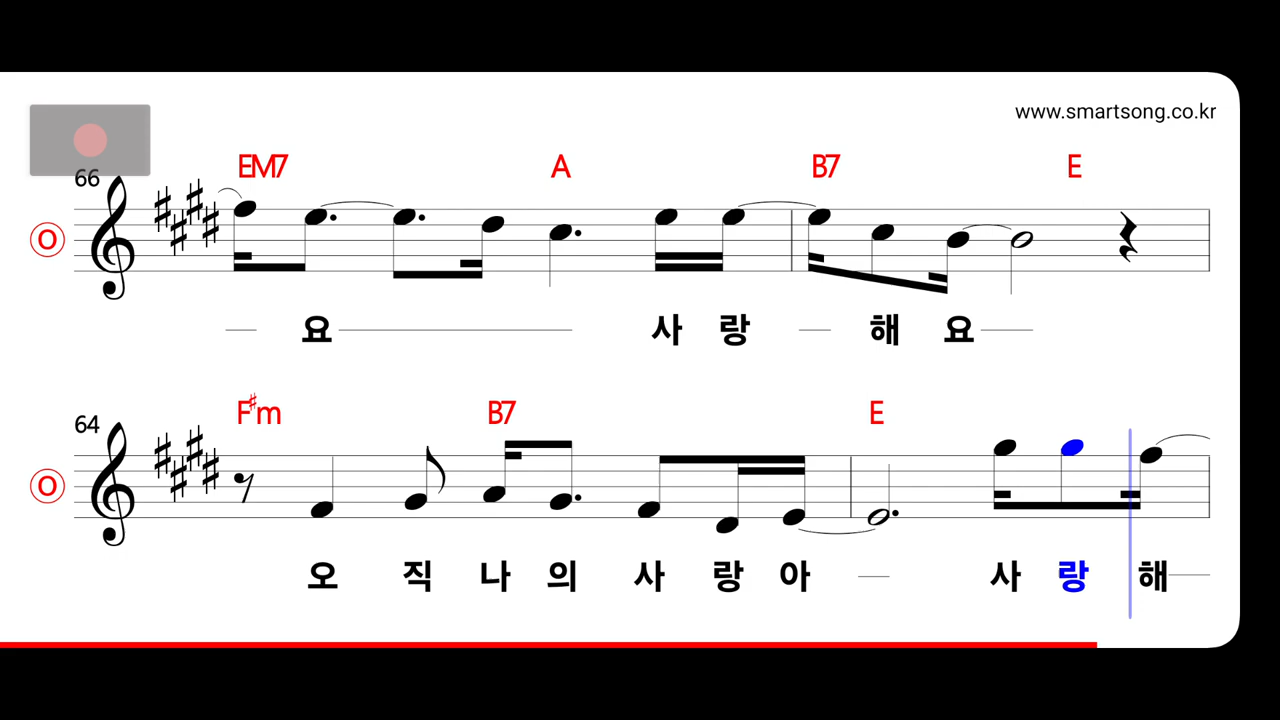 www.smartsong.co.kr
EM7 A B7 E
66
O
요 사 랑 해 요
F#m B7 E
64
O
오 직 나 의 사 랑 아 사 랑 해